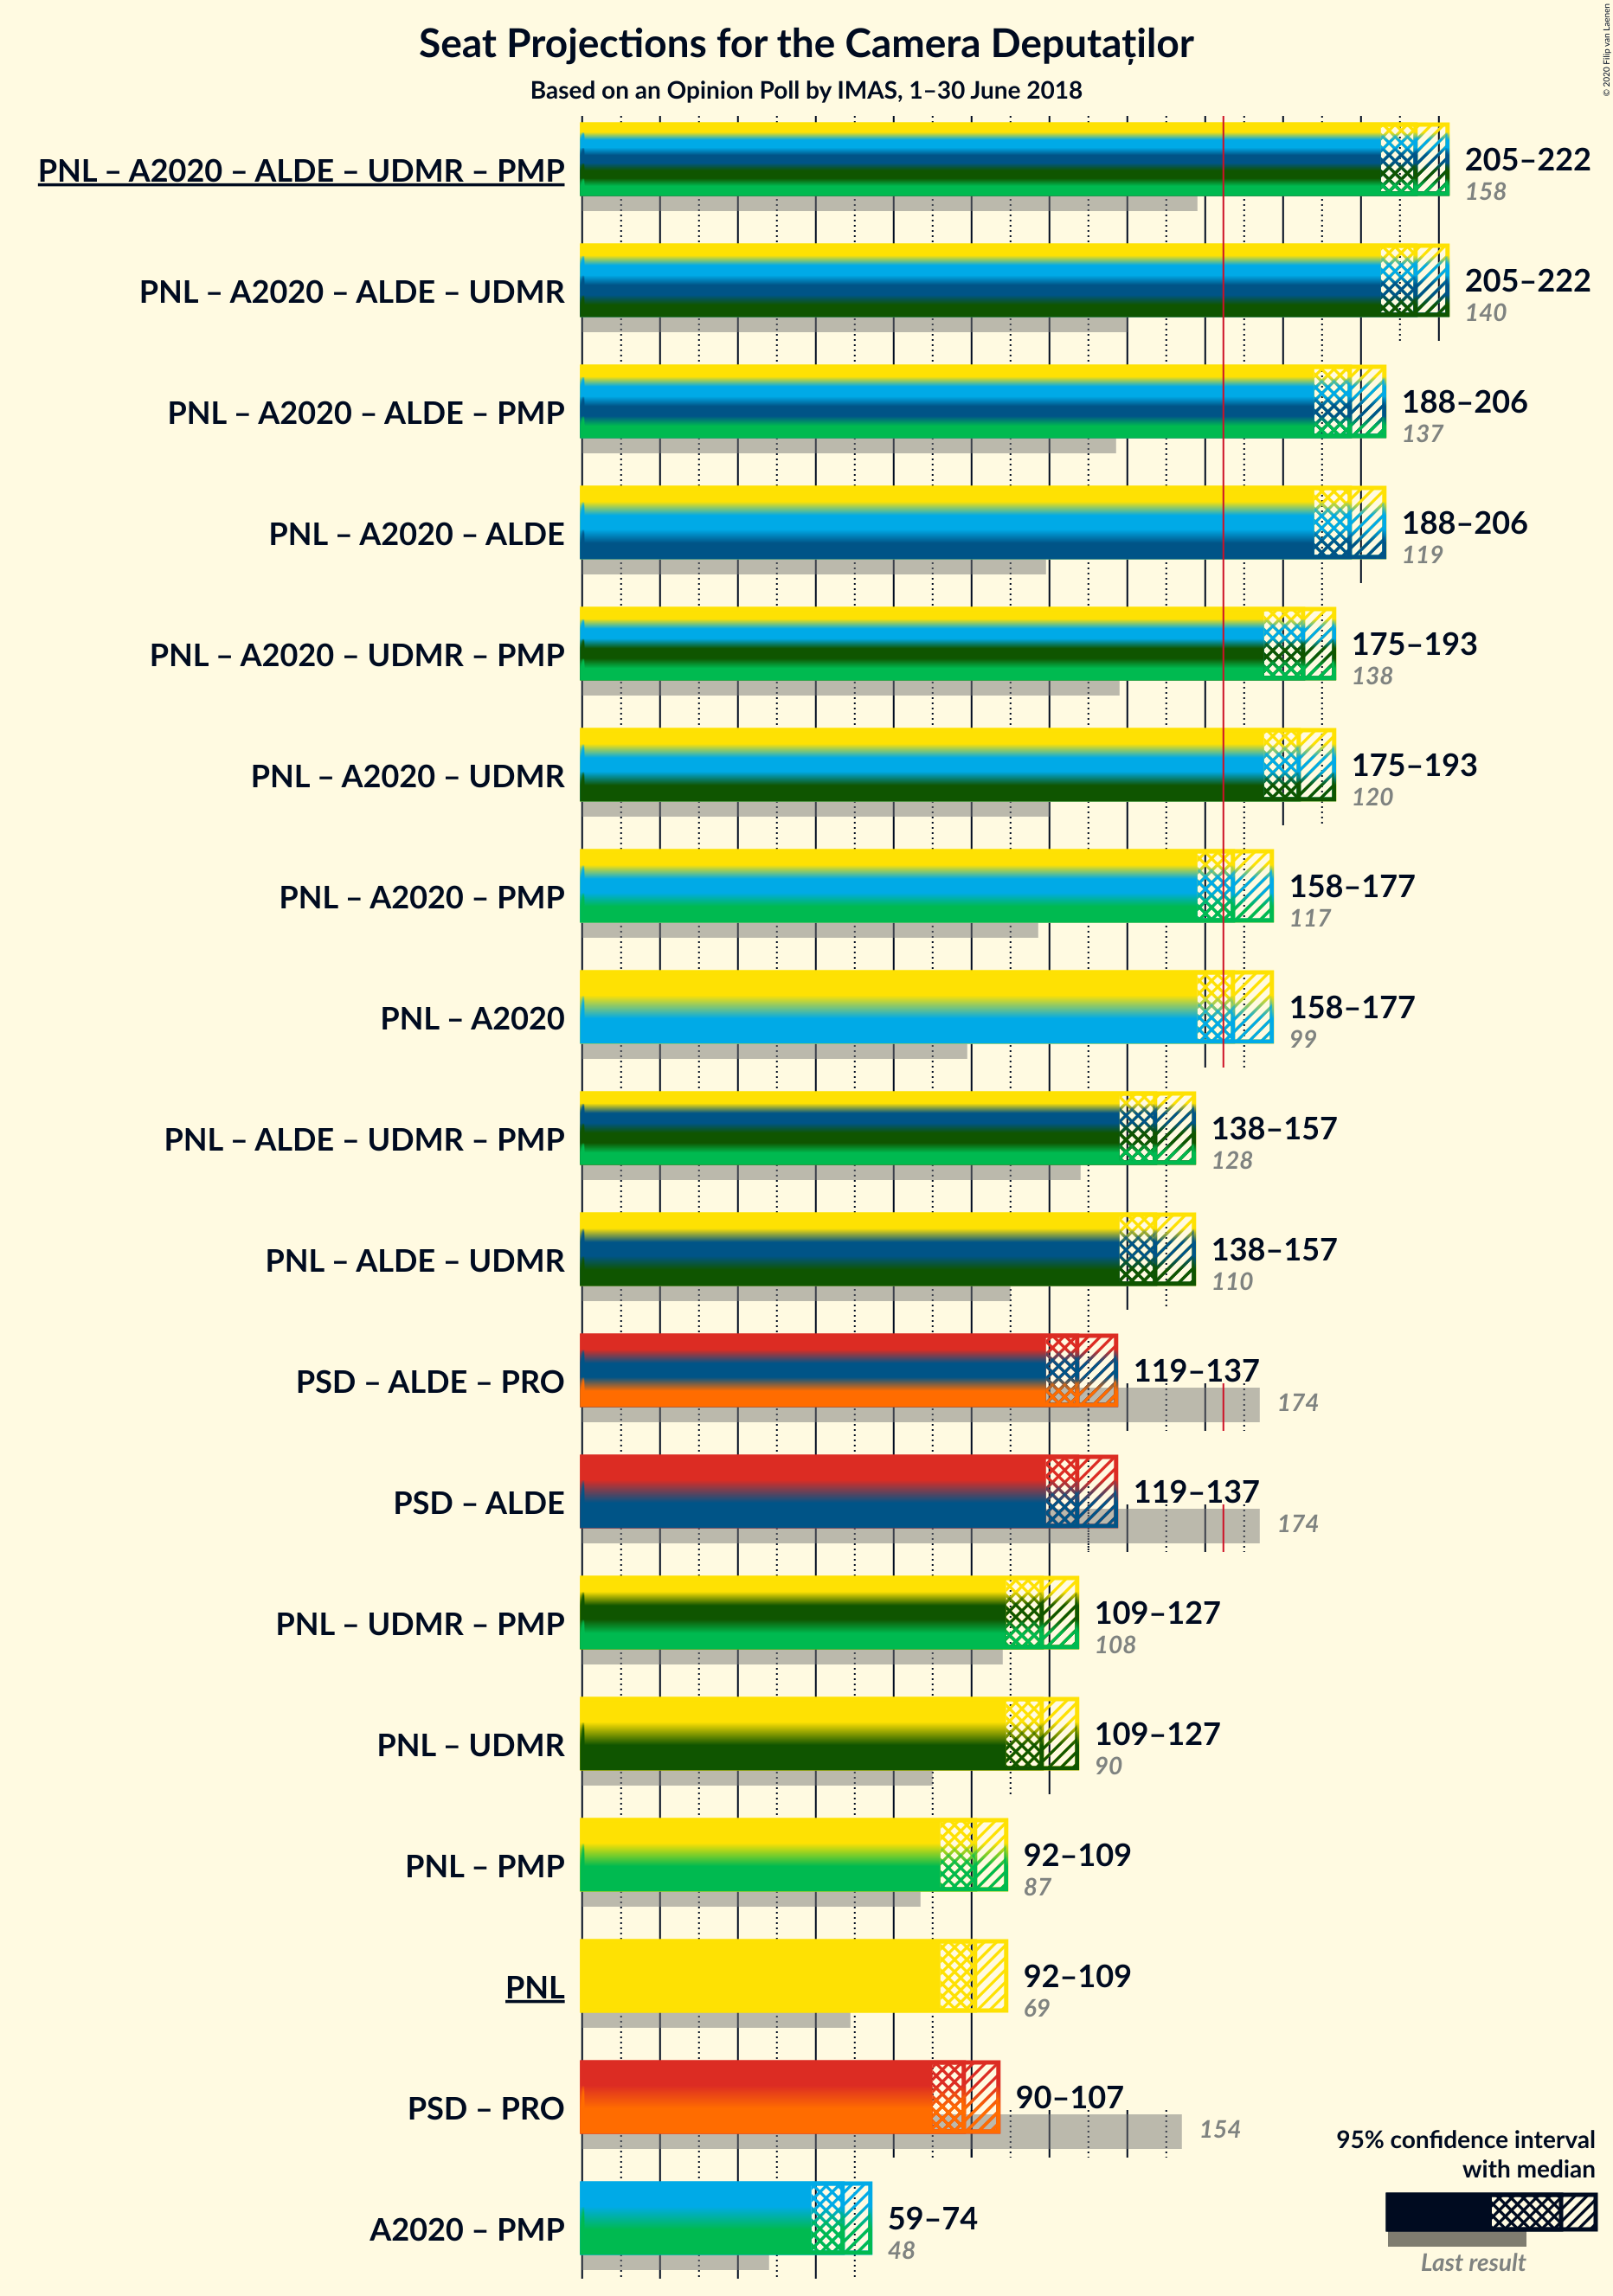 Seat Projections for the Camera Deputaților
Based on an Opinion Poll by IMAS, 1–30 June 2018
© 2020 Filip van Laenen
PNL – A2020 – ALDE – UDMR – PMP
205–222
158
PNL – A2020 – ALDE – UDMR
205–222
140
PNL – A2020 – ALDE – PMP
188–206
137
PNL – A2020 – ALDE
188–206
119
PNL – A2020 – UDMR – PMP
175–193
138
PNL – A2020 – UDMR
175–193
120
PNL – A2020 – PMP
158–177
117
PNL – A2020
158–177
99
PNL – ALDE – UDMR – PMP
138–157
128
PNL – ALDE – UDMR
138–157
110
PSD – ALDE – PRO
119–137
174
PSD – ALDE
119–137
174
PNL – UDMR – PMP
109–127
108
PNL – UDMR
109–127
90
PNL – PMP
92–109
87
PNL
92–109
69
PSD – PRO
90–107
154
A2020 – PMP
59–74
48
95% confidence interval
with median
Last result